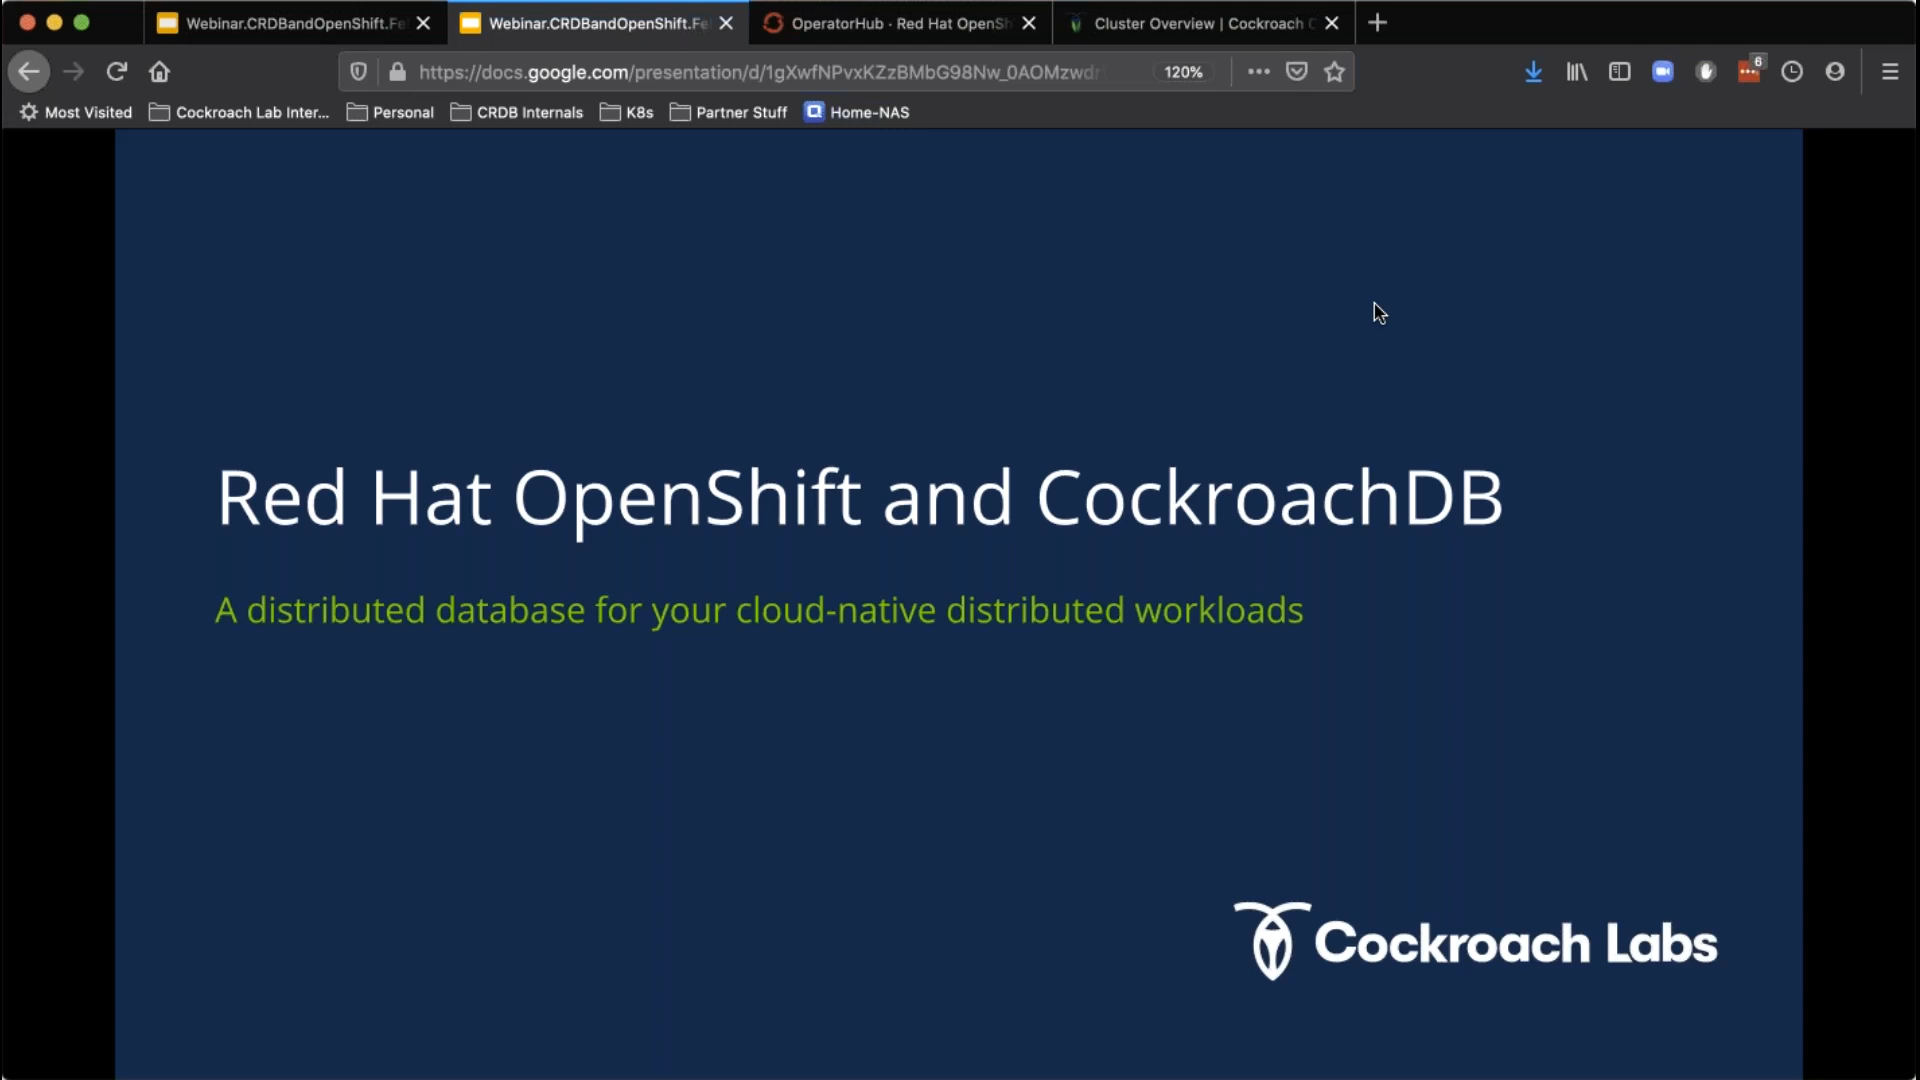 Webinar.CRDBandOpenShift.Fe
Webinar.CRDBandOpenShift.Fe
OperatorHub · Red Hat OpenSh
Cluster Overview | Cockroach C
https://docs.google.com/presentation/d/1gXwfNPvxKZzBMbG98Nw_0AOMzwdr
120%
6
Most Visited
Cockroach Lab Inter...
Personal
CRDB Internals
K8s
Partner Stuff
Home-NAS
Red Hat OpenShift and CockroachDB
A distributed database for your cloud-native distributed workloads
Cockroach Labs